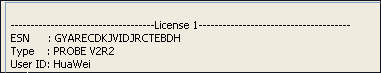 -----------------------------------License 1-------------------------------------
ESN : GYARECDKJVIDJRCTEBDH
Type : PROBE V2R2
User ID: HuaWei